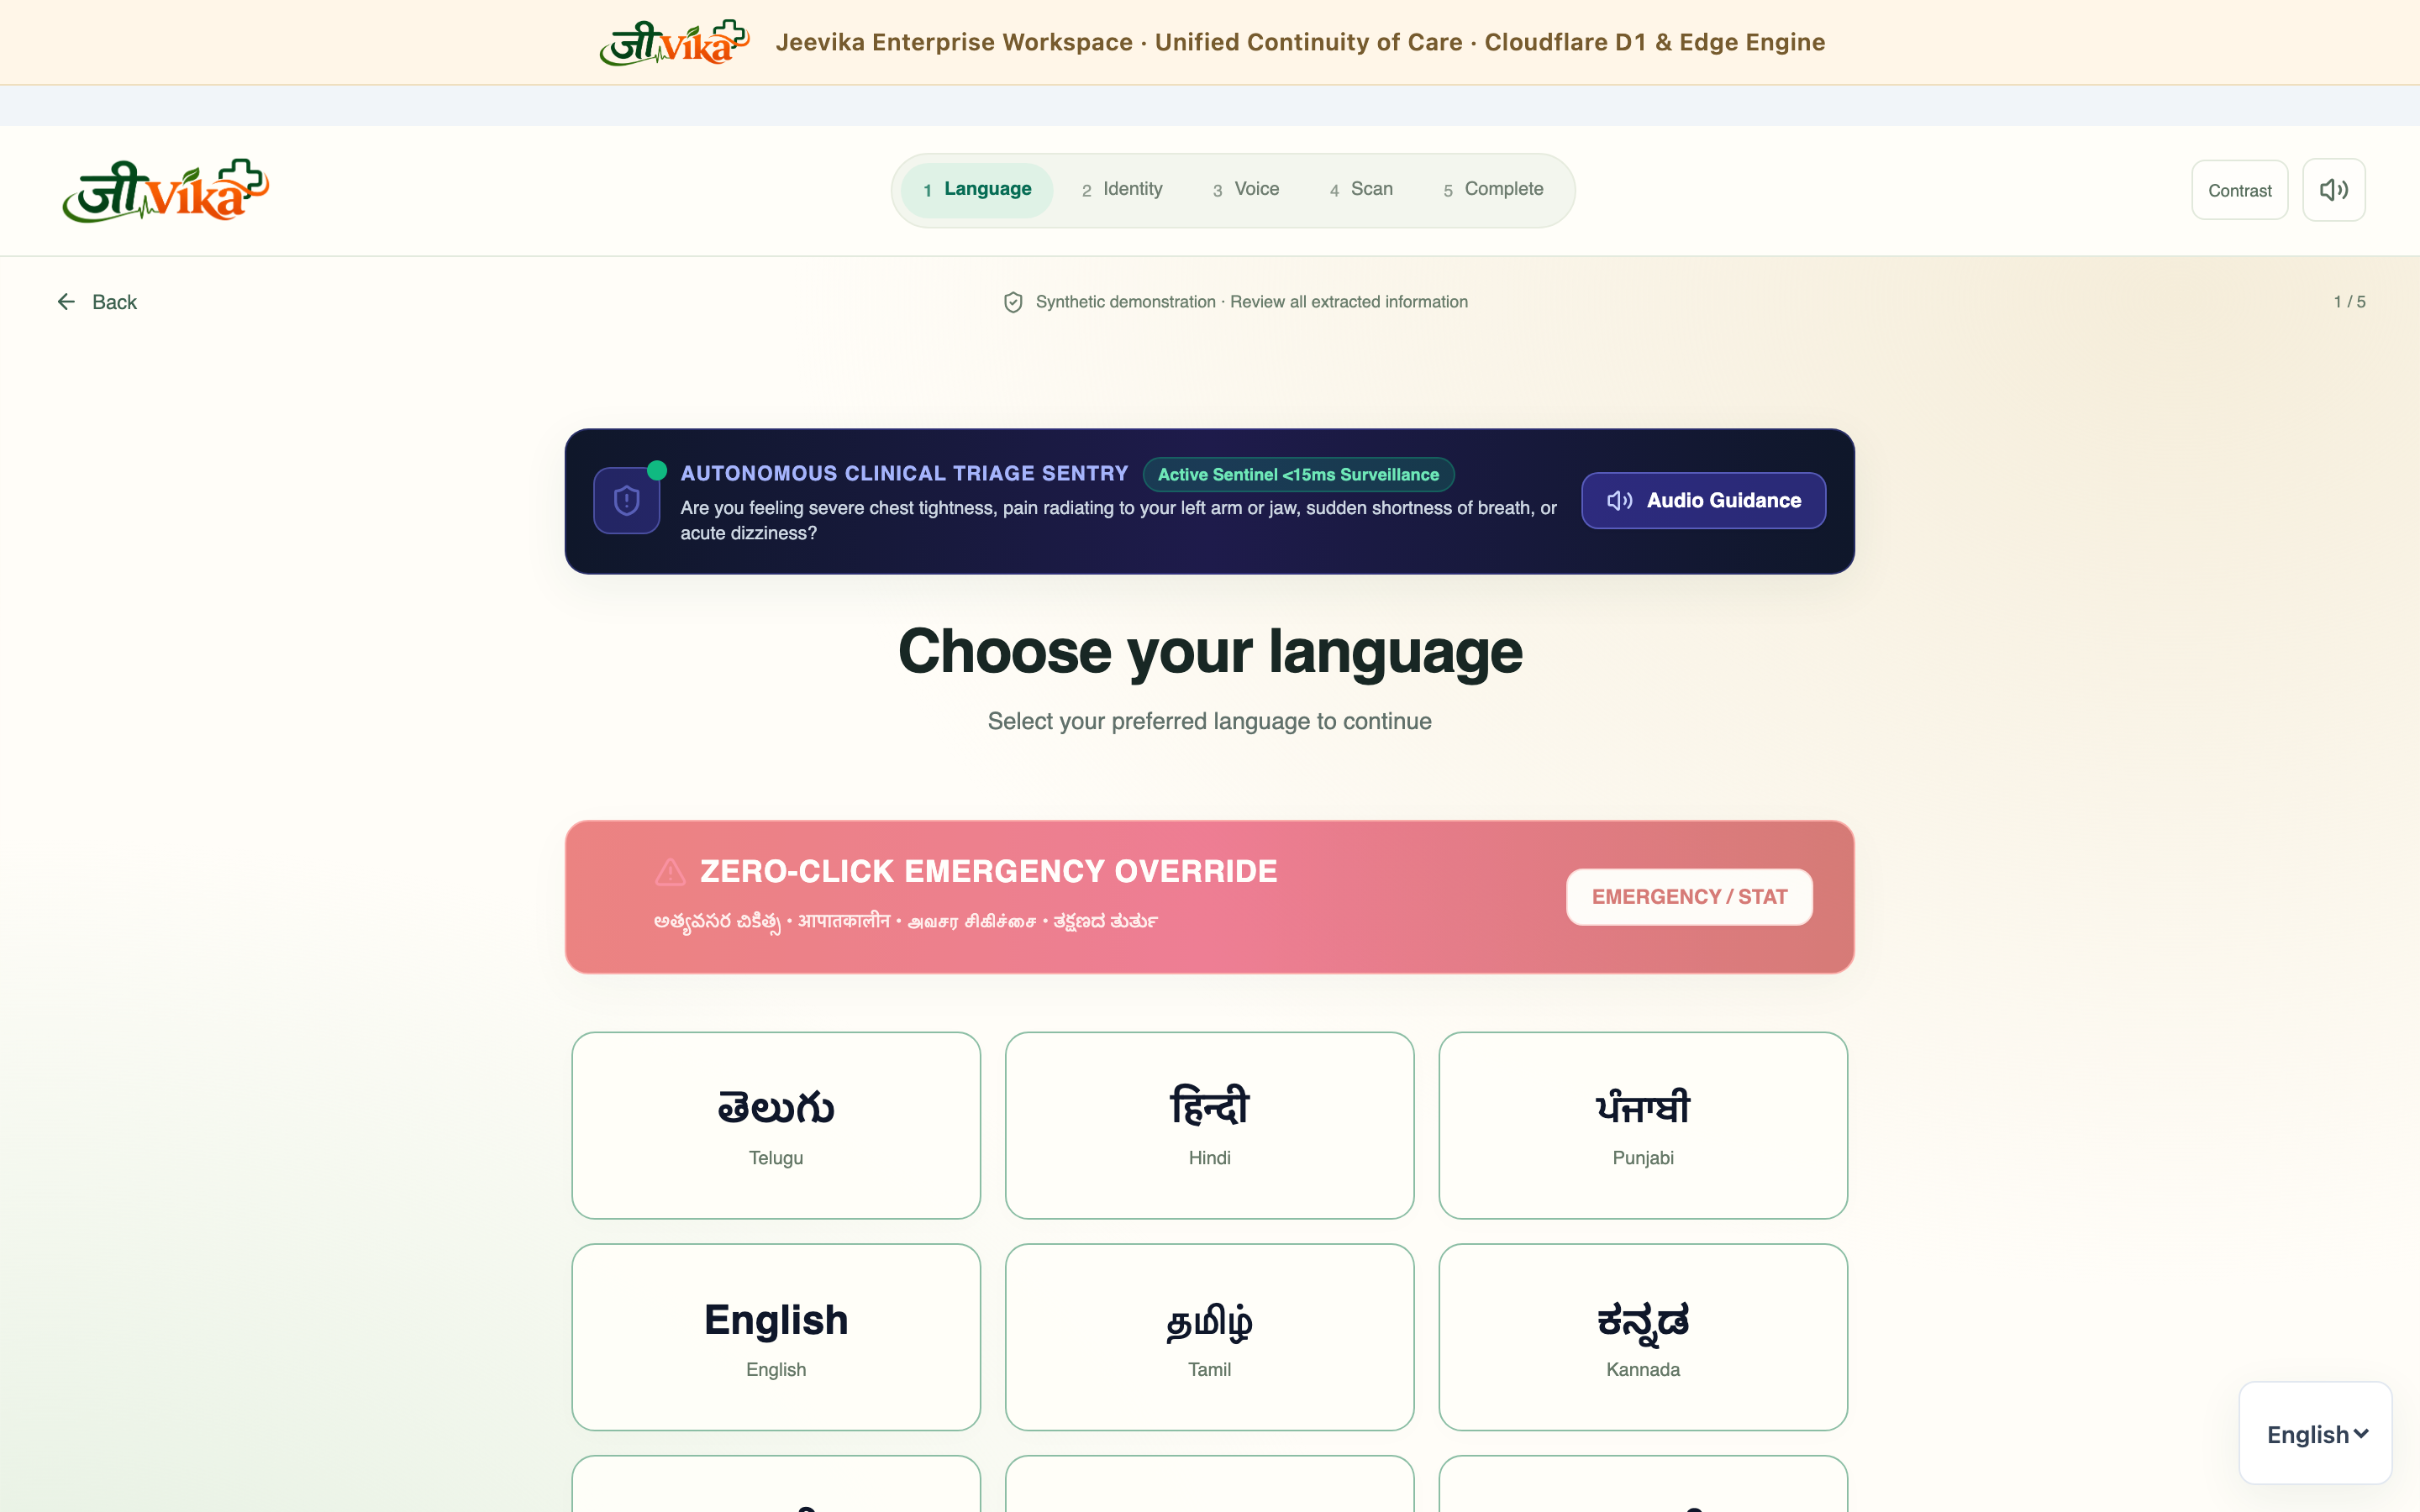 जीvika Jeevika Enterprise Workspace · Unified Continuity of Care · Cloudflare D1 & Edge Engine
जीvika
1 Language 2 Identity 3 Voice 4 Scan 5 Complete
Contrast
Back
Synthetic demonstration · Review all extracted information
1 / 5
AUTONOMOUS CLINICAL TRIAGE SENTRY Active Sentinel <15ms Surveillance
Are you feeling severe chest tightness, pain radiating to your left arm or jaw, sudden shortness of breath, or
acute dizziness?
Audio Guidance
Choose your language
Select your preferred language to continue
ZERO-CLICK EMERGENCY OVERRIDE
అత్యవసర చికిత్స • आपातकालीन • அவசர சிகிச்சை • ತಕ್ಷಣದ ತುರ್ತು
EMERGENCY / STAT
తెలుగు
Telugu
हिन्दी
Hindi
ਪੰਜਾਬੀ
Punjabi
English
English
தமிழ்
Tamil
ಕನ್ನಡ
Kannada
English